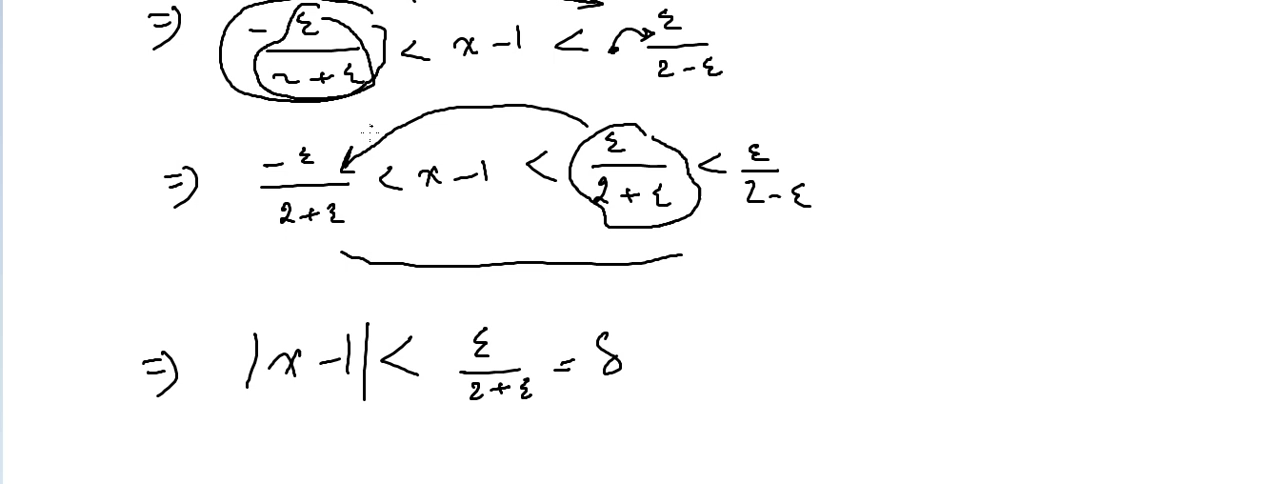 ⇒ -ε/(2+ε) < x-1 < ε/(2-ε)
⇒ -ε/(2+ε) < x-1 < ε/(2+ε) < ε/(2-ε)
⇒ |x-1| < ε/(2+ε) = δ